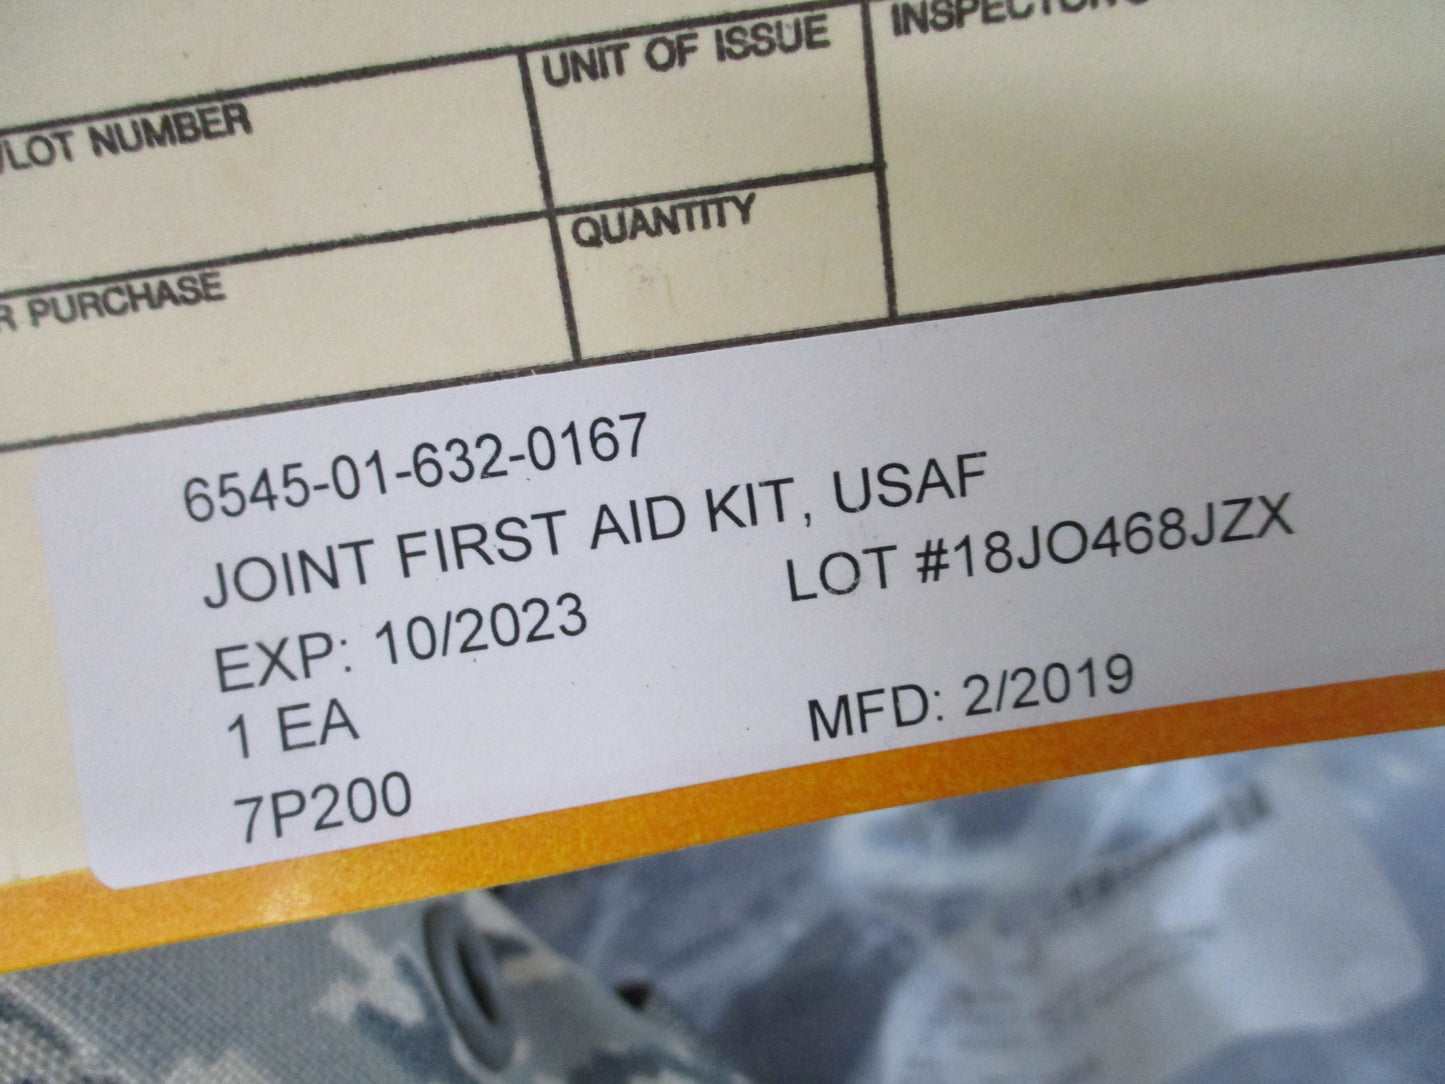 LOT NUMBER
UNIT OF ISSUE
R PURCHASE
QUANTITY
6545-01-632-0167
JOINT FIRST AID KIT, USAF
EXP: 10/2023
LOT #18JO468JZX
1 EA
MFD: 2/2019
7P200